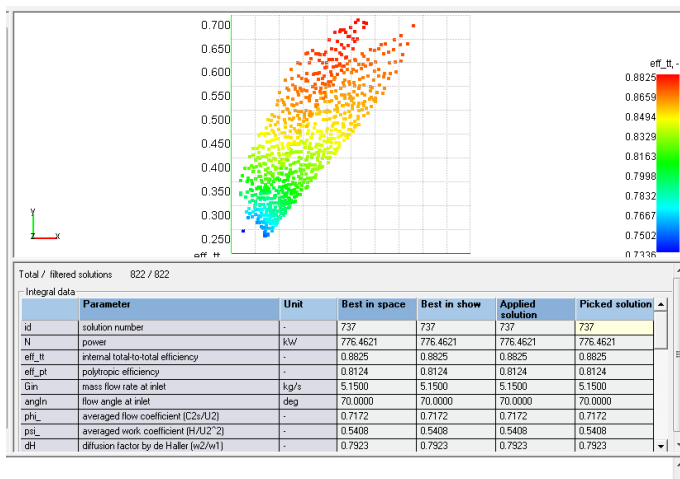 0.700
0.650
0.600
0.550
0.500
0.450
0.400
0.350
0.300
0.250
eff_tt
eff_tt, -
0.8825
0.8659
0.8494
0.8329
0.8163
0.7998
0.7832
0.7667
0.7502
0.7336
Y
Z X
Total / filtered solutions 822 / 822
Integral data
Parameter Unit Best in space Best in show Applied solution Picked solution
id solution number - 737 737 737 737
N power kW 776.4621 776.4621 776.4621 776.4621
eff_tt internal total-to-total efficiency - 0.8825 0.8825 0.8825 0.8825
eff_pt polytropic efficiency - 0.8124 0.8124 0.8124 0.8124
Gin mass flow rate at inlet kg/s 5.1500 5.1500 5.1500 5.1500
angIn flow angle at inlet deg 70.0000 70.0000 70.0000 70.0000
phi_ averaged flow coefficient (C2s/U2) - 0.7172 0.7172 0.7172 0.7172
psi_ averaged work coefficient (H/U2^2) - 0.5408 0.5408 0.5408 0.5408
dH diffusion factor by de Haller (w2/w1) - 0.7923 0.7923 0.7923 0.7923